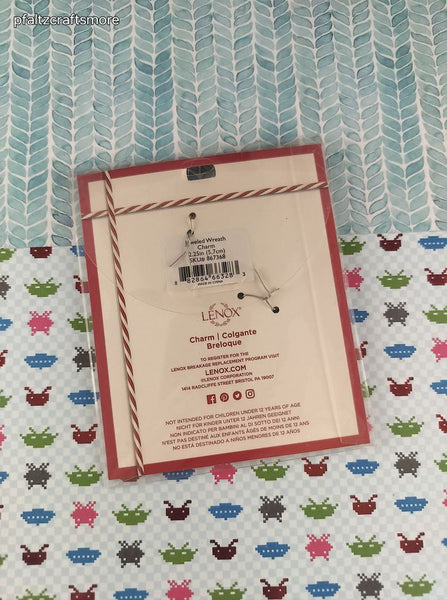 pfaltzcraftsmore
Jeweled Wreath
Charm
2.25in (5.7cm)
SKU# 867368
8 82864 66328 3
MADE IN CHINA
LENOX
Charm | Colgante
Breloque
TO REGISTER FOR THE
LENOX BREAKAGE REPLACEMENT PROGRAM VISIT
LENOX.COM
©LENOX CORPORATION
1414 RADCLIFFE STREET BRISTOL PA 19007
NOT INTENDED FOR CHILDREN UNDER 12 YEARS OF AGE
NICHT FÜR KINDER UNTER 12 JAHREN GEEIGNET
NON INDICATO PER BAMBINI AL DI SOTTO DEI 12 ANNI
N'EST PAS DESTINÉ AUX ENFANTS ÂGÉS DE MOINS DE 12 ANS
NO ESTÁ DESTINADO A NIÑOS MENORES DE 12 AÑOS